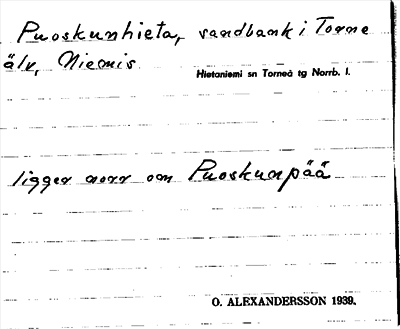 Puoskunhieta, sandbank i Torne
älv, Niemis
Hietaniemi sn Torneå tg Norrb. l.
ligger norr om Puoskunpää
O. ALEXANDERSSON 1939.